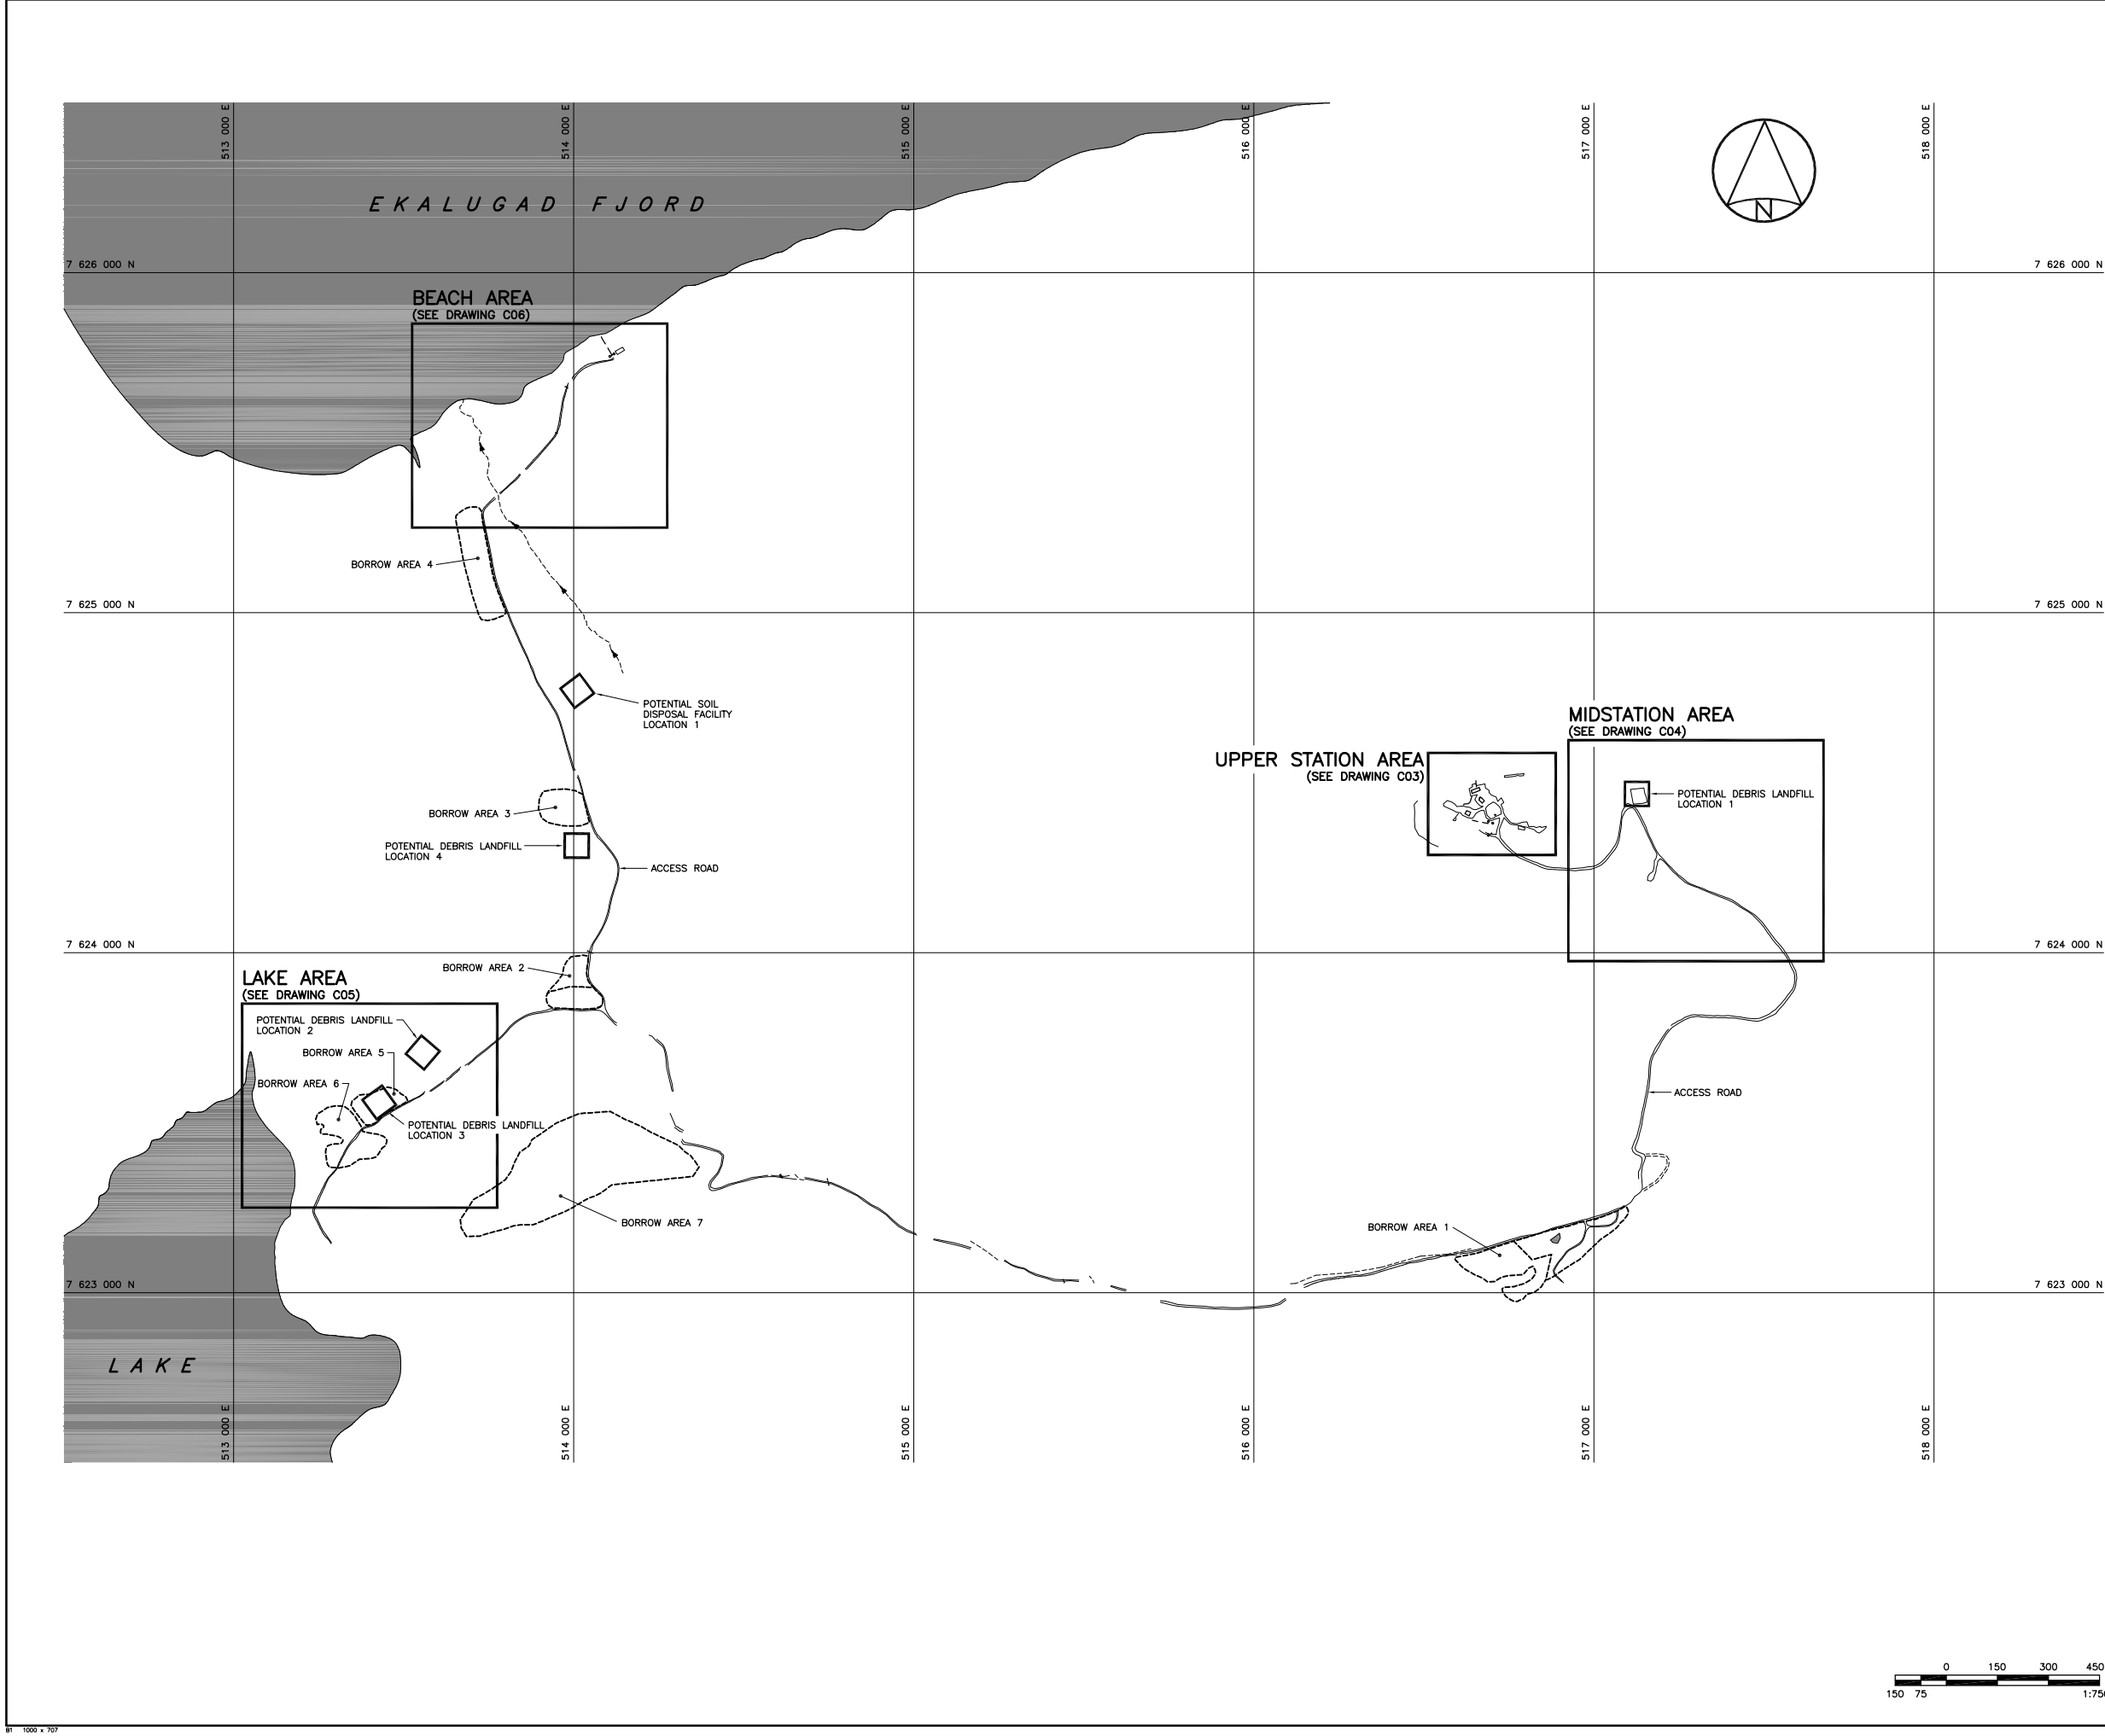 513 000 E
514 000 E
515 000 E
516 000 E
517 000 E
518 000 E
EKALUGAD FJORD
N
7 626 000 N
7 626 000 N
BEACH AREA
(SEE DRAWING C06)
BORROW AREA 4
7 625 000 N
7 625 000 N
POTENTIAL SOIL
DISPOSAL FACILITY
LOCATION 1
MIDSTATION AREA
(SEE DRAWING C04)
UPPER STATION AREA
(SEE DRAWING C03)
POTENTIAL DEBRIS LANDFILL
LOCATION 1
BORROW AREA 3
POTENTIAL DEBRIS LANDFILL
LOCATION 4
ACCESS ROAD
7 624 000 N
7 624 000 N
BORROW AREA 2
LAKE AREA
(SEE DRAWING C05)
POTENTIAL DEBRIS LANDFILL
LOCATION 2
BORROW AREA 5
BORROW AREA 6
ACCESS ROAD
POTENTIAL DEBRIS LANDFILL
LOCATION 3
BORROW AREA 7
BORROW AREA 1
7 623 000 N
7 623 000 N
LAKE
513 000 E
514 000 E
515 000 E
516 000 E
517 000 E
518 000 E
0 150 300 450
150 75
B1 1000 x 707